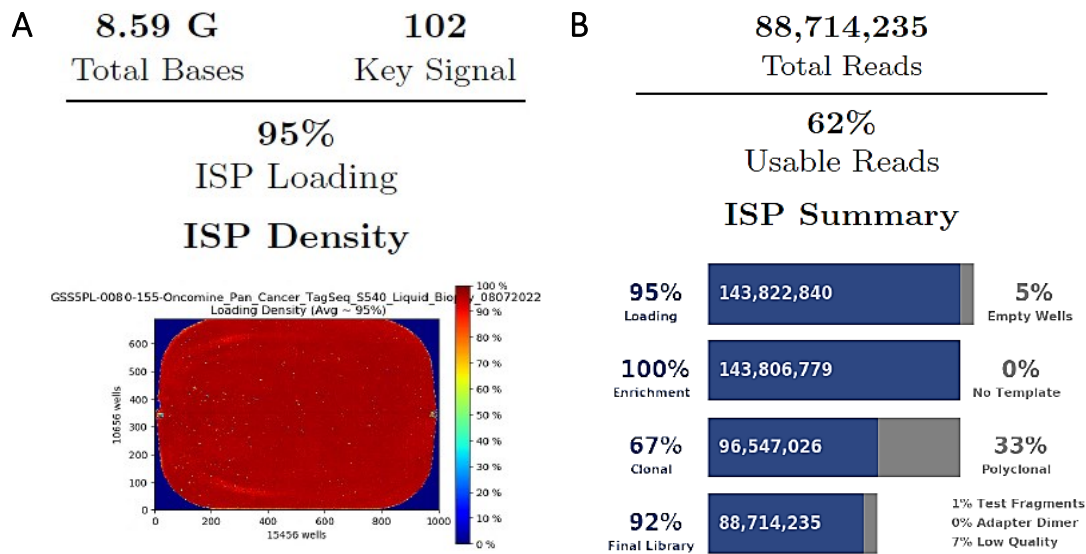 A
8.59 G
Total Bases
102
Key Signal
95%
ISP Loading
ISP Density
GSS5PL-0080-155-Oncomine_Pan_Cancer_TagSeq_S540_Liquid_Biopsy_08072022
Loading Density (Avg ~ 95%)
10656 wells
600
500
400
300
200
100
0
0
200
400
600
800
1000
15456 wells
100 %
90 %
80 %
70 %
60 %
50 %
40 %
30 %
20 %
10 %
0 %
B
88,714,235
Total Reads
62%
Usable Reads
ISP Summary
95%
Loading
143,822,840
5%
Empty Wells
100%
Enrichment
143,806,779
0%
No Template
67%
Clonal
96,547,026
33%
Polyclonal
92%
Final Library
88,714,235
1% Test Fragments
0% Adapter Dimer
7% Low Quality